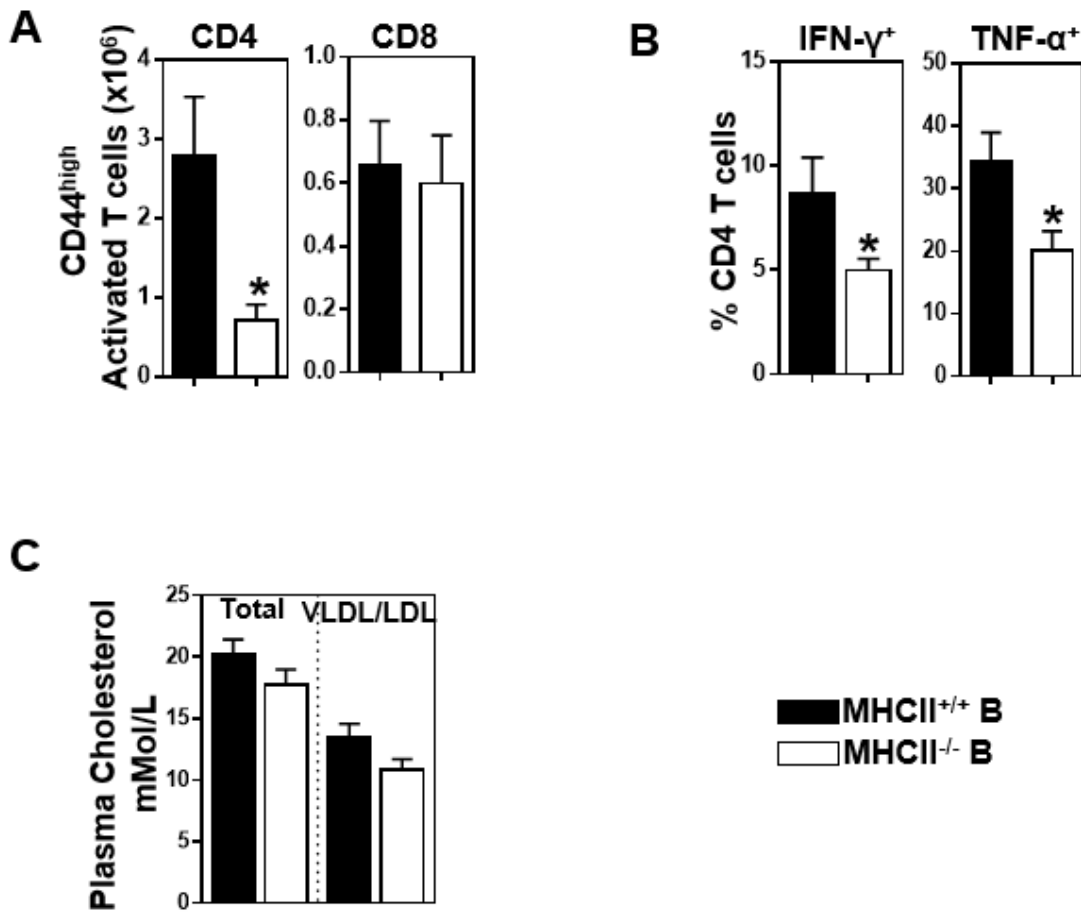 A
CD4
CD8
CD44high
Activated T cells (x10⁶)
4
3
2
1
0
1.0
0.8
0.6
0.4
0.2
0.0
*
B
IFN-γ⁺
TNF-α⁺
% CD4 T cells
15
10
5
0
50
40
30
20
10
0
*
*
C
Plasma Cholesterol
mMol/L
25
20
15
10
5
0
Total
VLDL/LDL
MHCII⁺/⁺ B
MHCII⁻/⁻ B